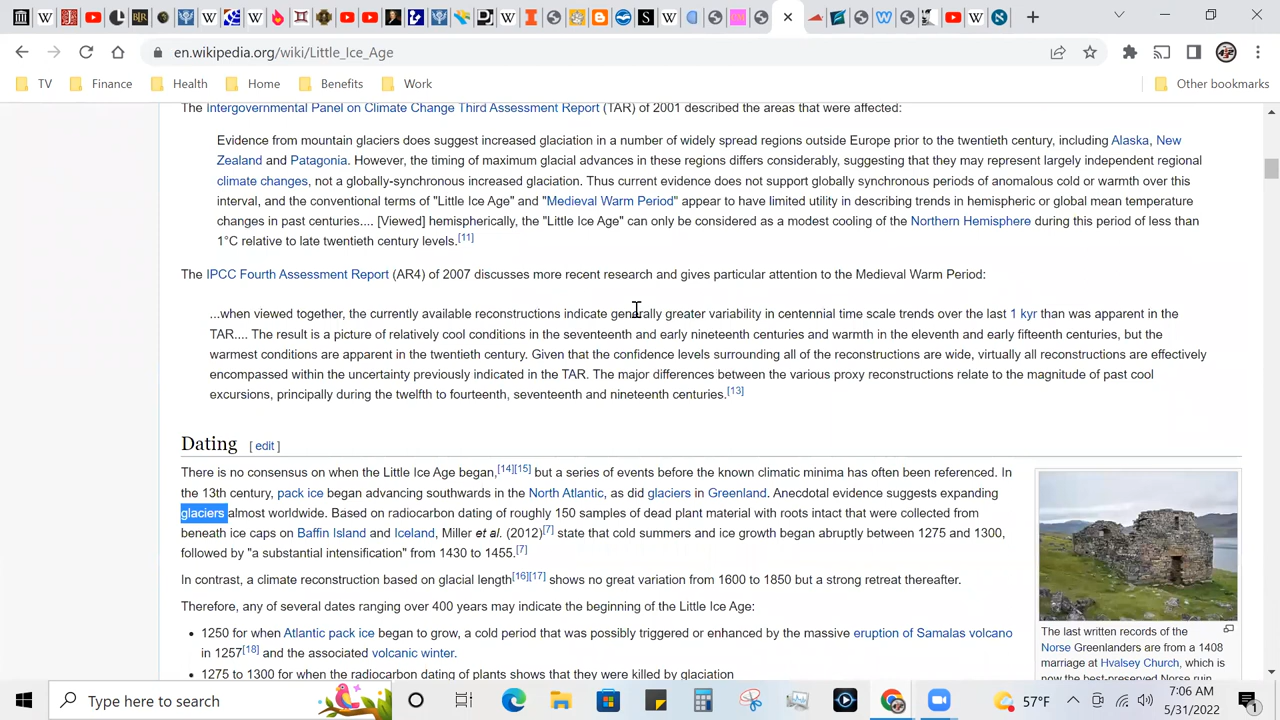 en.wikipedia.org/wiki/Little_Ice_Age
TV
Finance
Health
Home
Benefits
Work
Other bookmarks
The Intergovernmental Panel on Climate Change Third Assessment Report (TAR) of 2001 described the areas that were affected:
Evidence from mountain glaciers does suggest increased glaciation in a number of widely spread regions outside Europe prior to the twentieth century, including Alaska, New
Zealand and Patagonia. However, the timing of maximum glacial advances in these regions differs considerably, suggesting that they may represent largely independent regional
climate changes, not a globally-synchronous increased glaciation. Thus current evidence does not support globally synchronous periods of anomalous cold or warmth over this
interval, and the conventional terms of "Little Ice Age" and "Medieval Warm Period" appear to have limited utility in describing trends in hemispheric or global mean temperature
changes in past centuries.... [Viewed] hemispherically, the "Little Ice Age" can only be considered as a modest cooling of the Northern Hemisphere during this period of less than
1°C relative to late twentieth century levels.[11]
The IPCC Fourth Assessment Report (AR4) of 2007 discusses more recent research and gives particular attention to the Medieval Warm Period:
...when viewed together, the currently available reconstructions indicate generally greater variability in centennial time scale trends over the last 1 kyr than was apparent in the
TAR.... The result is a picture of relatively cool conditions in the seventeenth and early nineteenth centuries and warmth in the eleventh and early fifteenth centuries, but the
warmest conditions are apparent in the twentieth century. Given that the confidence levels surrounding all of the reconstructions are wide, virtually all reconstructions are effectively
encompassed within the uncertainty previously indicated in the TAR. The major differences between the various proxy reconstructions relate to the magnitude of past cool
excursions, principally during the twelfth to fourteenth, seventeenth and nineteenth centuries.[13]
Dating [ edit ]
There is no consensus on when the Little Ice Age began,[14][15] but a series of events before the known climatic minima has often been referenced. In
the 13th century, pack ice began advancing southwards in the North Atlantic, as did glaciers in Greenland. Anecdotal evidence suggests expanding
glaciers almost worldwide. Based on radiocarbon dating of roughly 150 samples of dead plant material with roots intact that were collected from
beneath ice caps on Baffin Island and Iceland, Miller et al. (2012)[7] state that cold summers and ice growth began abruptly between 1275 and 1300,
followed by "a substantial intensification" from 1430 to 1455.[7]
In contrast, a climate reconstruction based on glacial length[16][17] shows no great variation from 1600 to 1850 but a strong retreat thereafter.
Therefore, any of several dates ranging over 400 years may indicate the beginning of the Little Ice Age:
1250 for when Atlantic pack ice began to grow, a cold period that was possibly triggered or enhanced by the massive eruption of Samalas volcano
in 1257[18] and the associated volcanic winter.
1275 to 1300 for when the radiocarbon dating of plants shows that they were killed by glaciation
The last written records of the
Norse Greenlanders are from a 1408
marriage at Hvalsey Church, which is
now the best-preserved Norse ruin
Type here to search
57°F
7:06 AM
5/31/2022
1